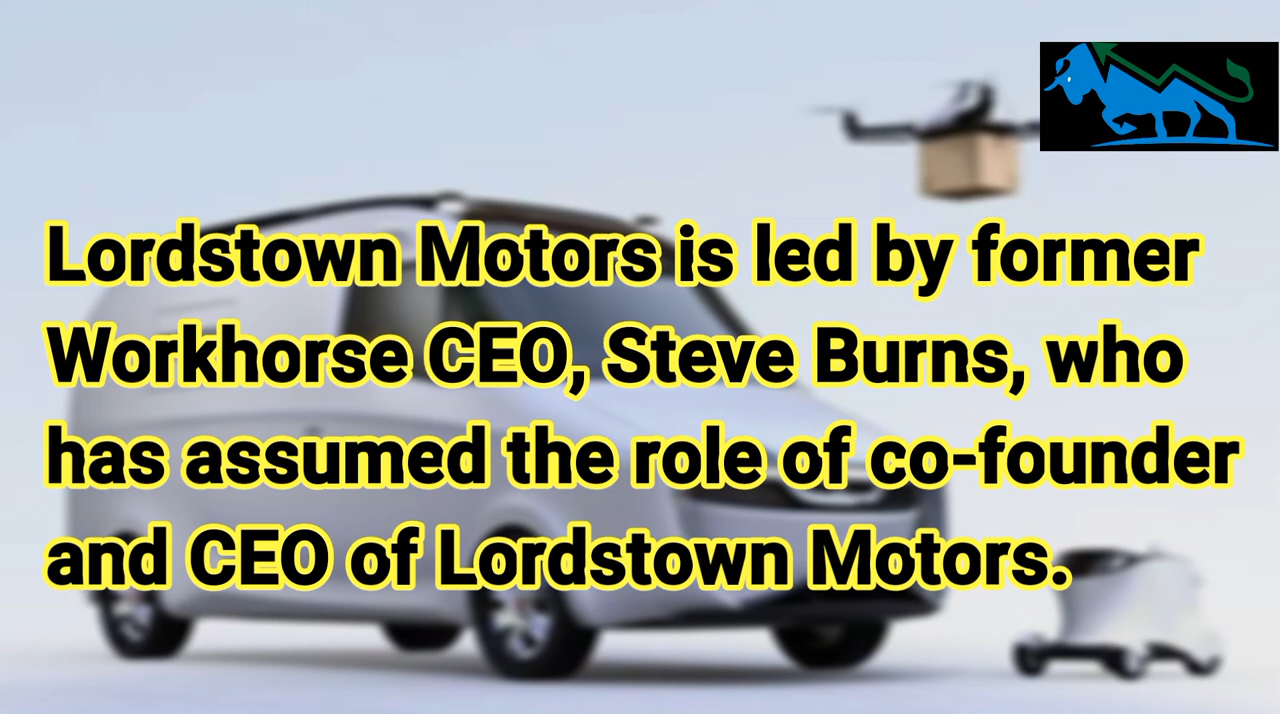 Lordstown Motors is led by former
Workhorse CEO, Steve Burns, who
has assumed the role of co-founder
and CEO of Lordstown Motors.